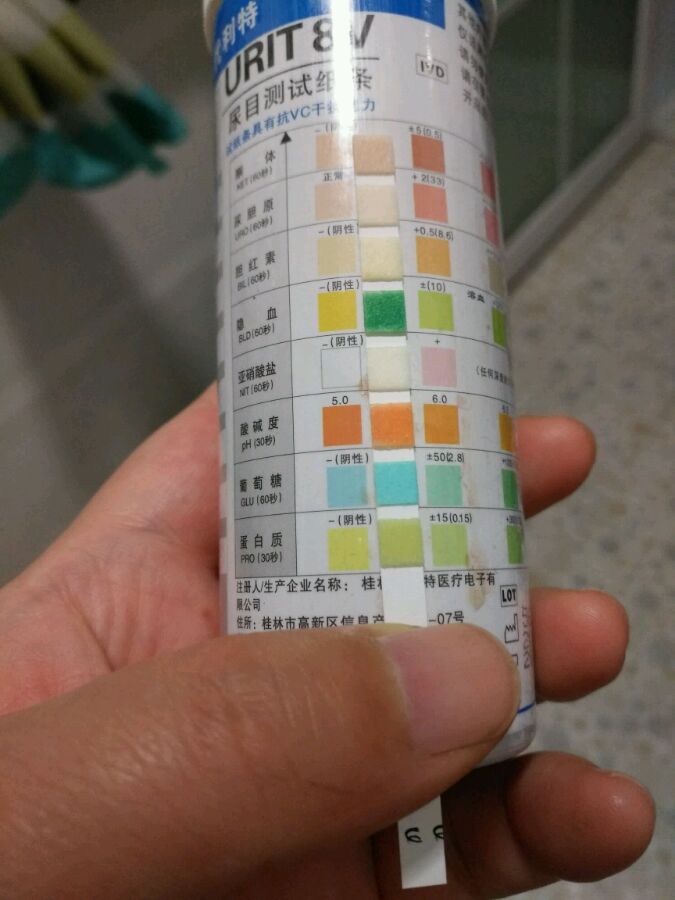 利特
URIT 8V
IVD
尿目测试纸条
试纸条具有抗VC干扰能力
酮 体
KET(60秒)
±5(0.5)
尿胆原
URO(60秒)
正常
+2(33)
胆红素
BIL(60秒)
-(阴性)
+0.5(8.6)
隐 血
BLD(60秒)
-(阴性)
±(10)
溶血
亚硝酸盐
NIT(60秒)
-(阴性)
+
酸碱度
pH(30秒)
5.0
6.0
葡萄糖
GLU(60秒)
-(阴性)
±50(2.8)
蛋白质
PRO(30秒)
-(阴性)
±15(0.15)
注册人/生产企业名称: 桂 特医疗电子有
限公司
住所: 桂林市高新区信息产 -07号
LOT